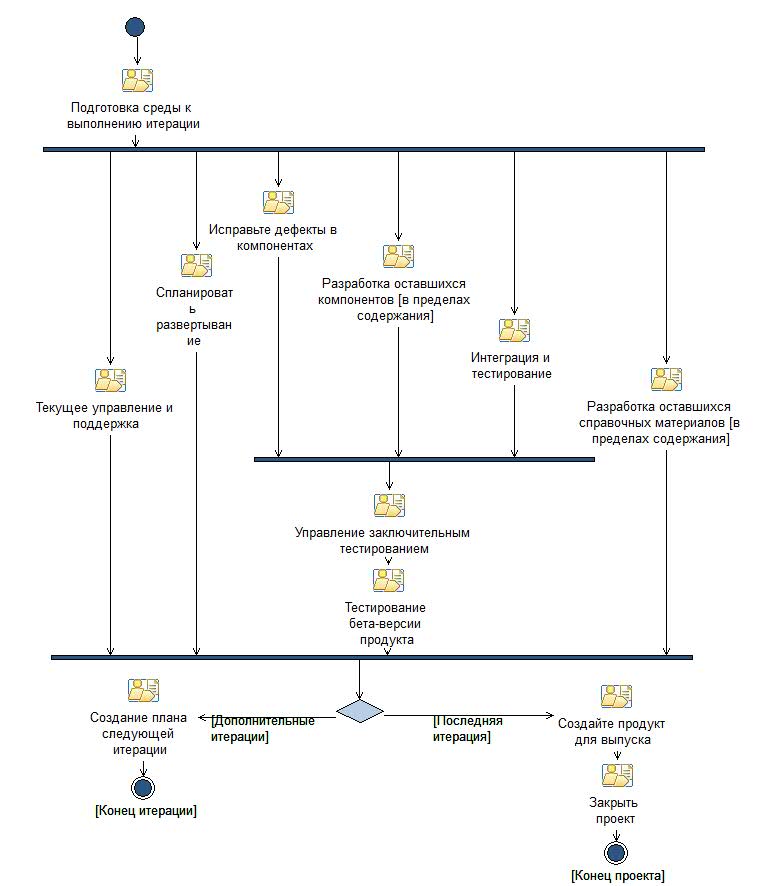 Подготовка среды к
выполнению итерации
Исправьте дефекты в
компонентах
Спланироват
ь
развертыван
ие
Разработка оставшихся
компонентов [в пределах
содержания]
Интеграция и
тестирование
Текущее управление и
поддержка
Разработка оставшихся
справочных материалов [в
пределах содержания]
Управление заключительным
тестированием
Тестирование
бета-версии
продукта
Создание плана
следующей
итерации
[Дополнительные
итерации]
[Последняя
итерация]
Создайте продукт
для выпуска
[Конец итерации]
Закрыть
проект
[Конец проекта]